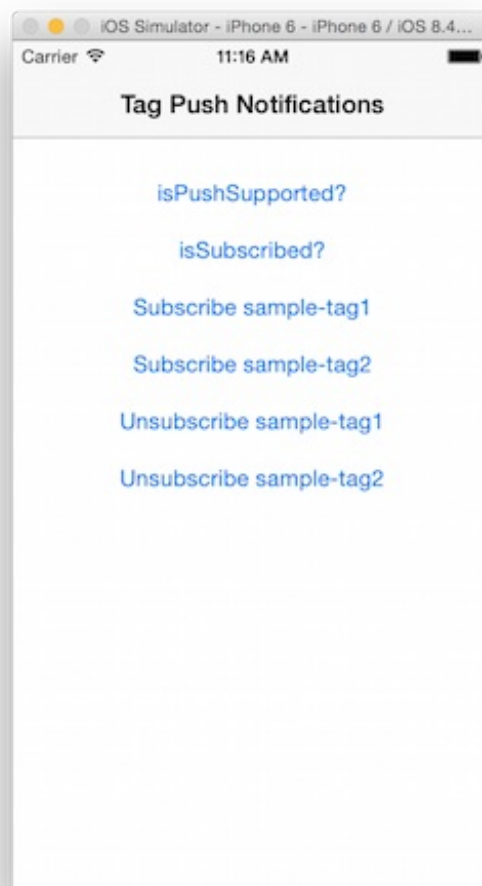 iOS Simulator - iPhone 6 - iPhone 6 / iOS 8.4...
Carrier 11:16 AM
Tag Push Notifications
isPushSupported?
isSubscribed?
Subscribe sample-tag1
Subscribe sample-tag2
Unsubscribe sample-tag1
Unsubscribe sample-tag2